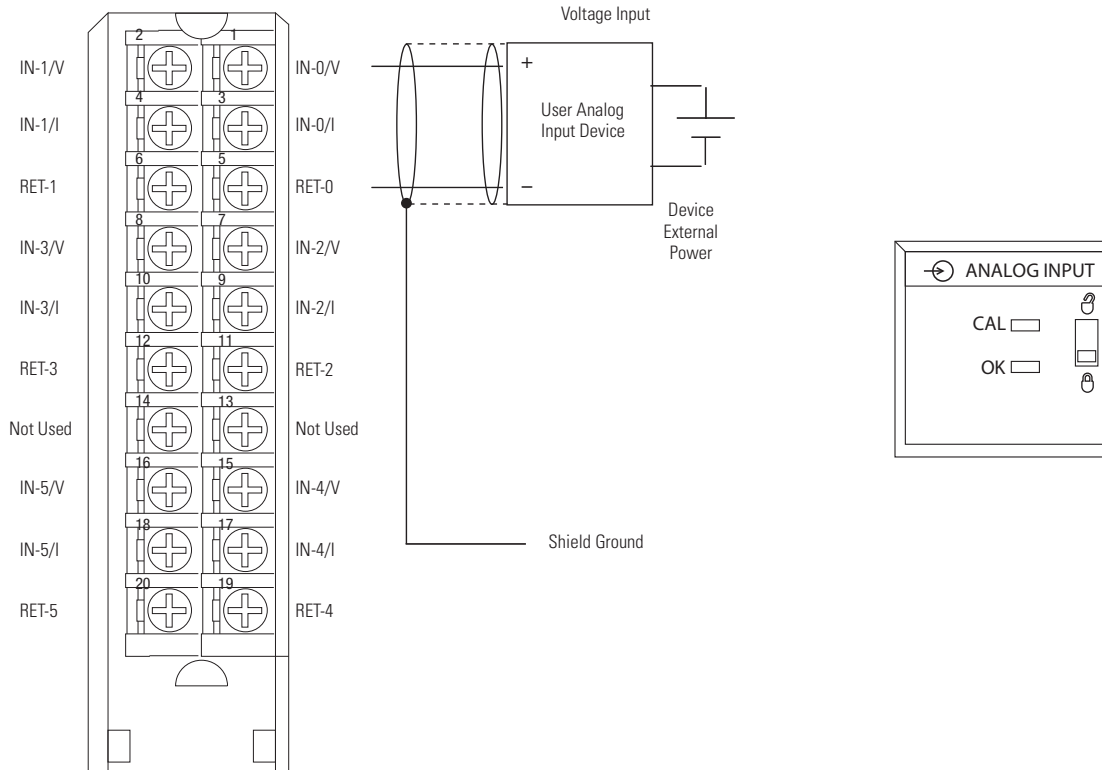 Voltage Input
2 1
IN-1/V IN-0/V
4 3
IN-1/I IN-0/I
6 5
RET-1 RET-0
8 7
IN-3/V IN-2/V
10 9
IN-3/I IN-2/I
12 11
RET-3 RET-2
14 13
Not Used Not Used
16 15
IN-5/V IN-4/V
18 17
IN-5/I IN-4/I
20 19
RET-5 RET-4
+
User Analog
Input Device
–
Device
External
Power
Shield Ground
ANALOG INPUT
CAL
OK